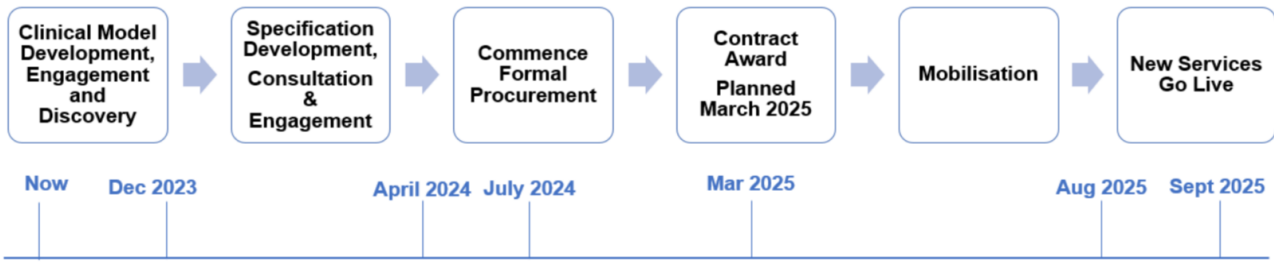 Clinical Model
Development,
Engagement
and
Discovery
Specification
Development,
Consultation
&
Engagement
Commence
Formal
Procurement
Contract
Award
Planned
March 2025
Mobilisation
New Services
Go Live
Now
Dec 2023
April 2024
July 2024
Mar 2025
Aug 2025
Sept 2025